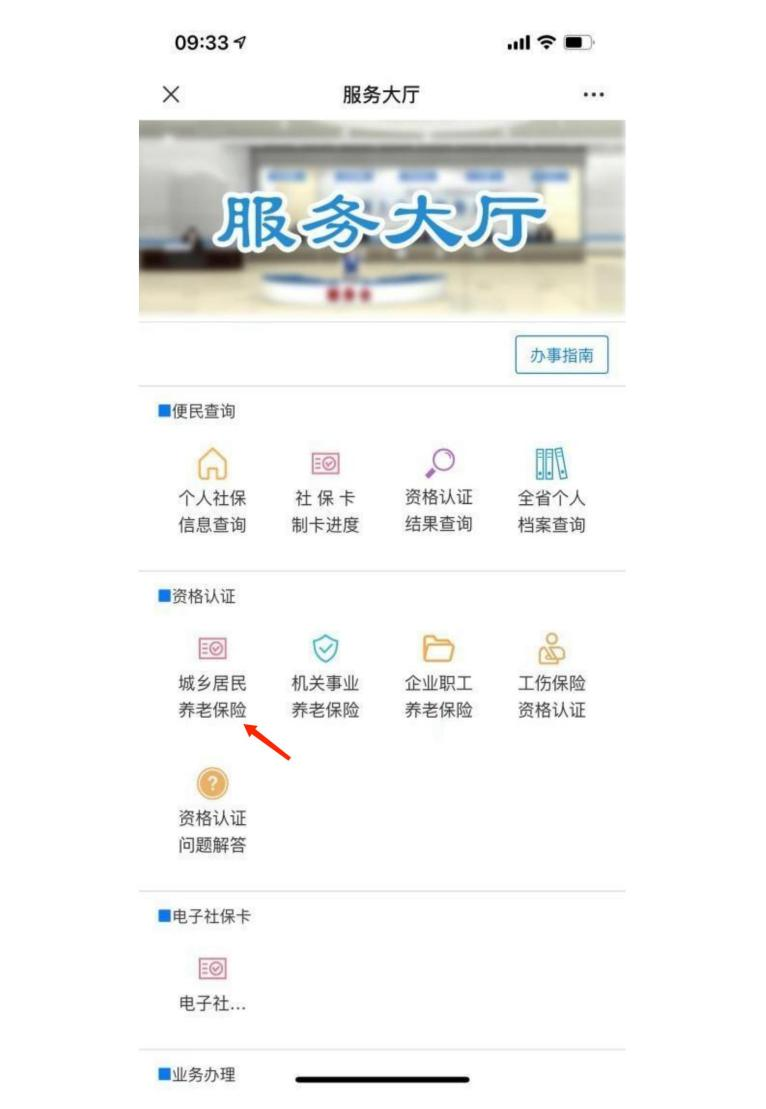 09:33
服务大厅
服务大厅
办事指南
便民查询
个人社保 社保卡 资格认证 全省个人
信息查询 制卡进度 结果查询 档案查询
资格认证
城乡居民 机关事业 企业职工 工伤保险
养老保险 养老保险 养老保险 资格认证
?
资格认证
问题解答
电子社保卡
电子社...
业务办理